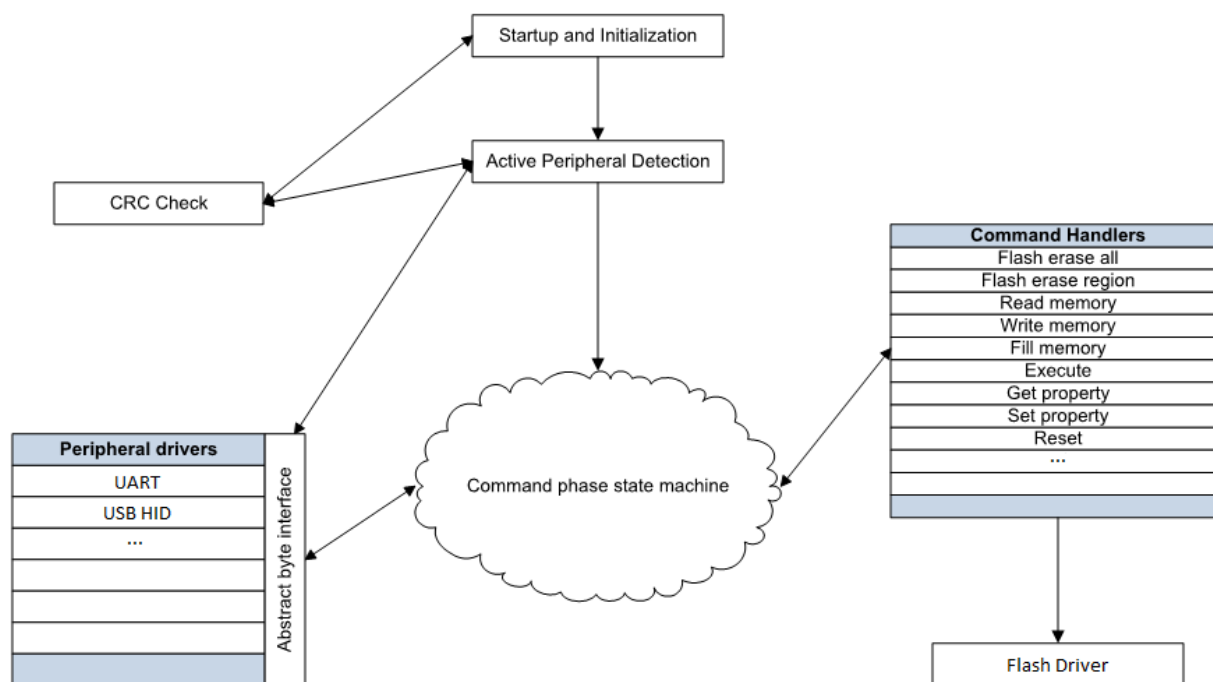 Startup and Initialization
Active Peripheral Detection
CRC Check
Command Handlers
Flash erase all
Flash erase region
Read memory
Write memory
Fill memory
Execute
Get property
Set property
Reset
...
Peripheral drivers
UART
USB HID
...
Abstract byte interface
Command phase state machine
Flash Driver